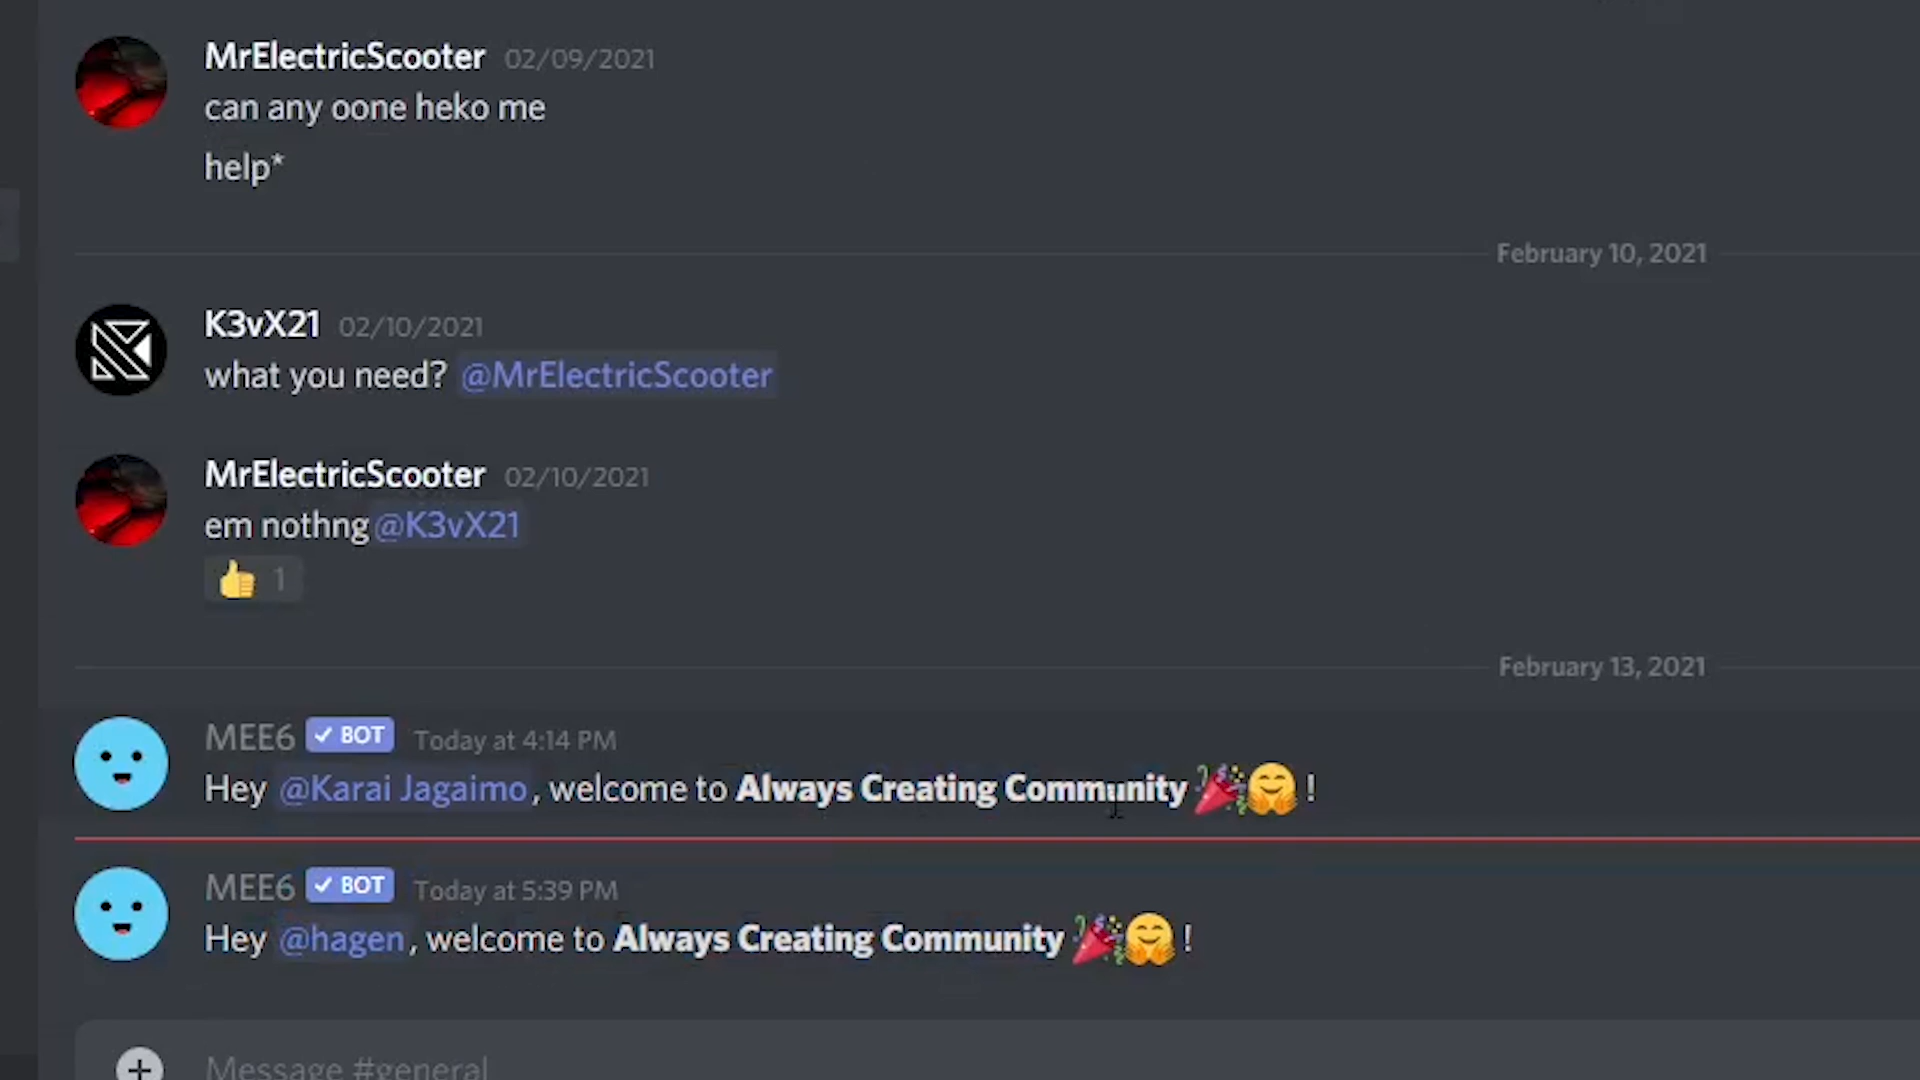 MrElectricScooter 02/09/2021
can any oone heko me
help*
February 10, 2021
K3vX21 02/10/2021
what you need? @MrElectricScooter
MrElectricScooter 02/10/2021
em nothng @K3vX21
👍 1
February 13, 2021
MEE6 ✓ BOT Today at 4:14 PM
Hey @Karai Jagaimo, welcome to Always Creating Community 🎉🤗 !
MEE6 ✓ BOT Today at 5:39 PM
Hey @hagen, welcome to Always Creating Community 🎉🤗 !
Message #general